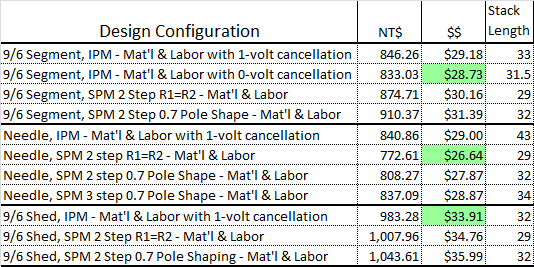 Design Configuration NT$ $$ Stack Length
9/6 Segment, IPM - Mat'l & Labor with 1-volt cancellation 846.26 $29.18 33
9/6 Segment, IPM - Mat'l & Labor with 0-volt cancellation 833.03 $28.73 31.5
9/6 Segment, SPM 2 Step R1=R2 - Mat'l & Labor 874.71 $30.16 29
9/6 Segment, SPM 2 Step 0.7 Pole Shape - Mat'l & Labor 910.37 $31.39 32
Needle, IPM - Mat'l & Labor with 1-volt cancellation 840.86 $29.00 43
Needle, SPM 2 step R1=R2 - Mat'l & Labor 772.61 $26.64 29
Needle, SPM 2 step 0.7 Pole Shape - Mat'l & Labor 808.27 $27.87 32
Needle, SPM 3 step 0.7 Pole Shape - Mat'l & Labor 837.09 $28.87 34
9/6 Shed, IPM - Mat'l & Labor with 1-volt cancellation 983.28 $33.91 32
9/6 Shed, SPM 2 Step R1=R2 - Mat'l & Labor 1,007.96 $34.76 29
9/6 Shed, SPM 2 Step 0.7 Pole Shaping - Mat'l & Labor 1,043.61 $35.99 32